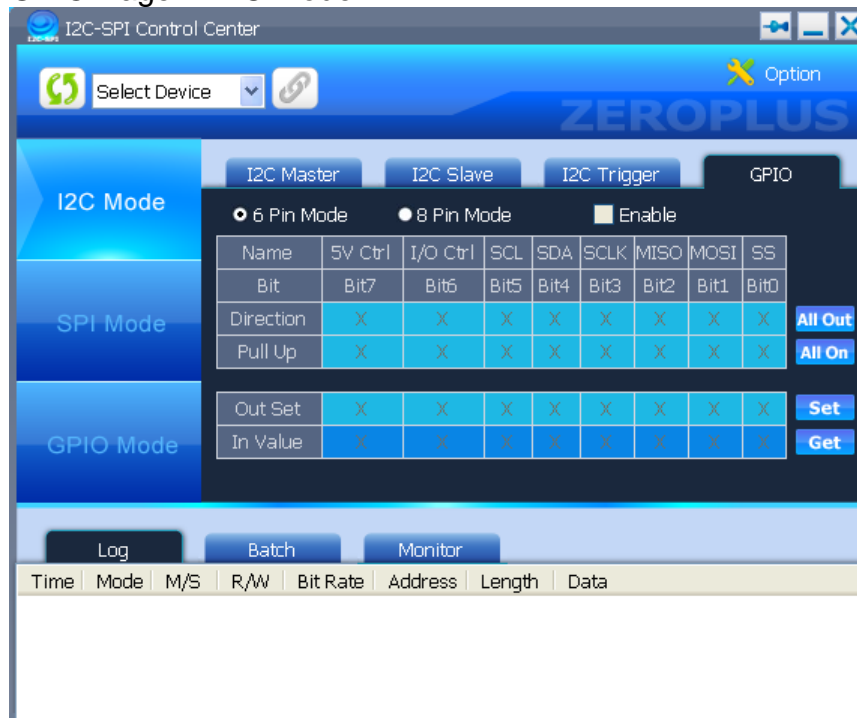 I2C-SPI Control Center
Select Device
Option
ZEROPLUS
I2C Mode
SPI Mode
GPIO Mode
I2C Master I2C Slave I2C Trigger GPIO
6 Pin Mode 8 Pin Mode Enable
Name 5V Ctrl I/O Ctrl SCL SDA SCLK MISO MOSI SS
Bit Bit7 Bit6 Bit5 Bit4 Bit3 Bit2 Bit1 Bit0
Direction X X X X X X X X All Out
Pull Up X X X X X X X X All On
Out Set X X X X X X X X Set
In Value X X X X X X X X Get
Log Batch Monitor
Time Mode M/S R/W Bit Rate Address Length Data